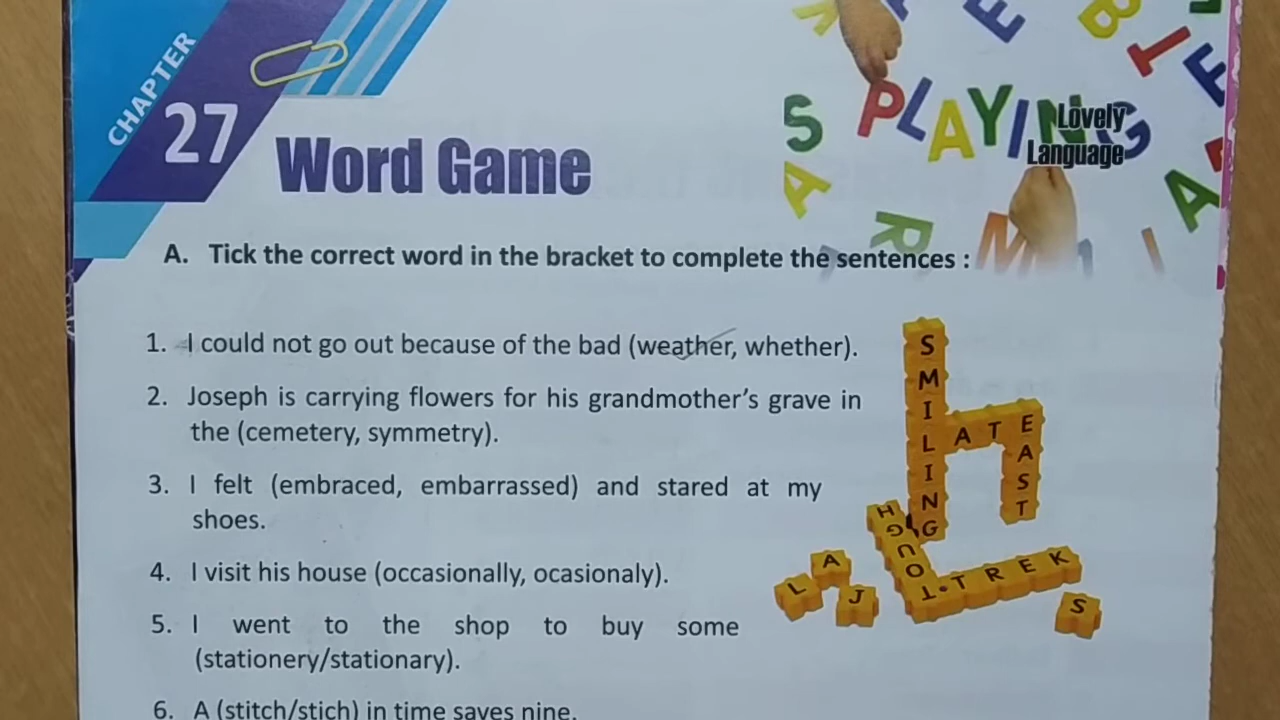 CHAPTER
27
Word Game
S PLAYING
Lovely
Language
A. Tick the correct word in the bracket to complete the sentences :
1. I could not go out because of the bad (weather, whether).
2. Joseph is carrying flowers for his grandmother's grave in
the (cemetery, symmetry).
3. I felt (embraced, embarrassed) and stared at my
shoes.
4. I visit his house (occasionally, ocasionaly).
5. I went to the shop to buy some
(stationery/stationary).
6. A (stitch/stich) in time saves nine.
SMILING
LATE
EAST
TOUGH
TREK
L A J
S